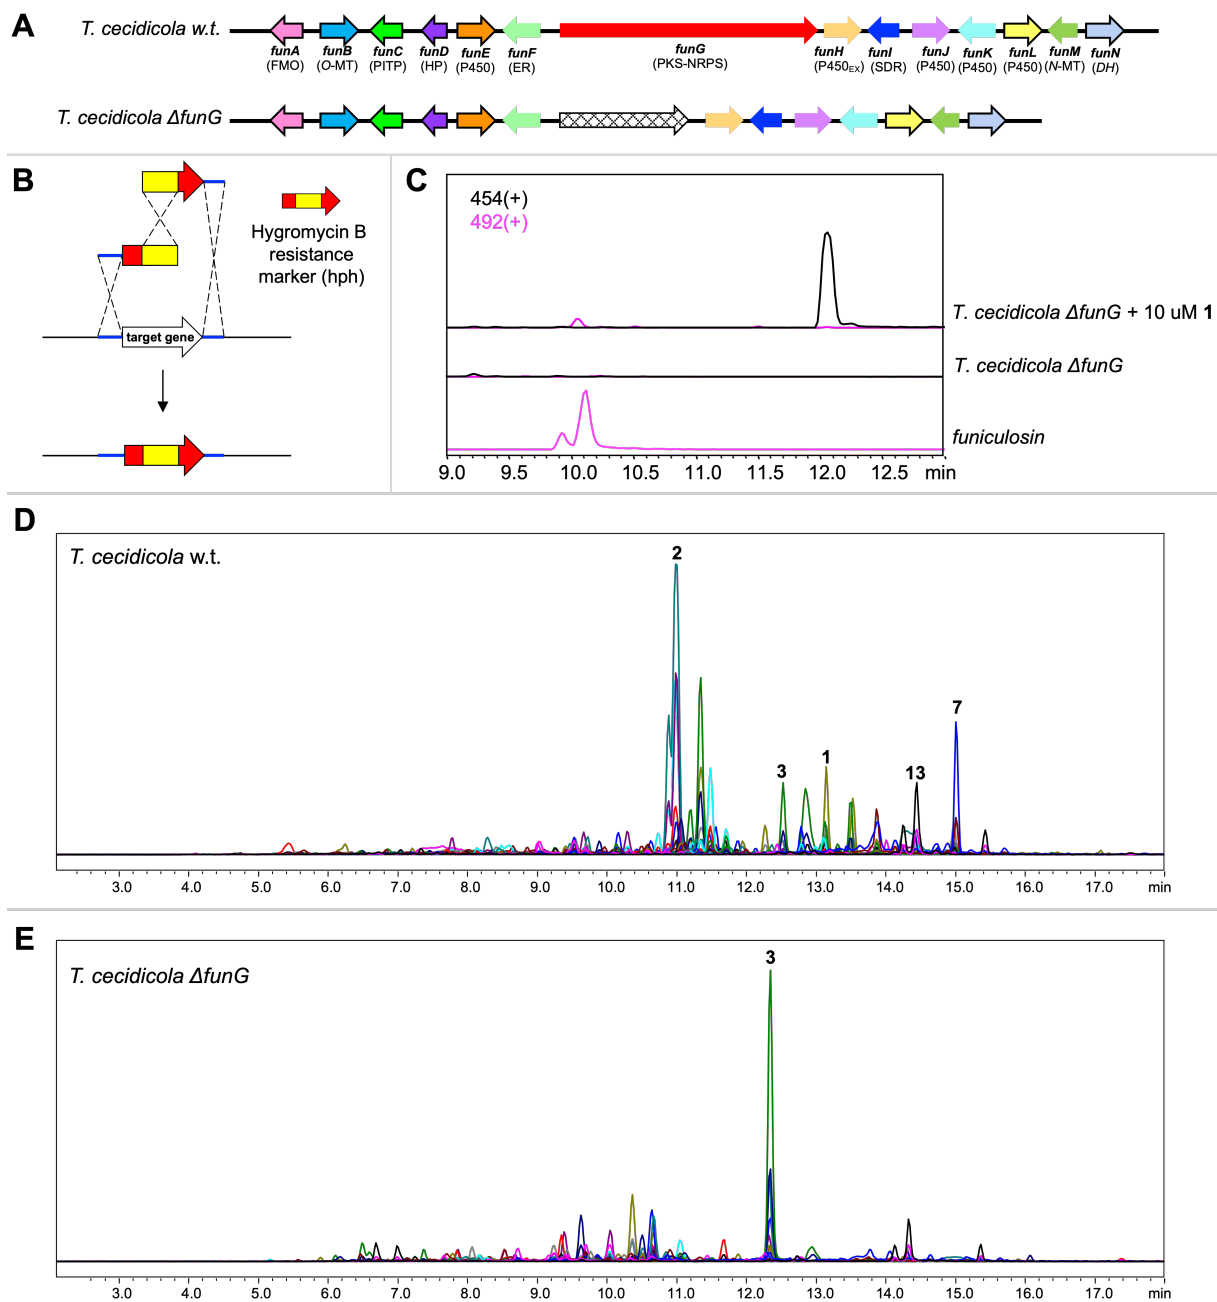 A
T. cecidicola w.t.
funA funB funC funD funE funF funG funH funI funJ funK funL funM funN
(FMO) (O-MT) (PITP) (HP) (P450) (ER) (PKS-NRPS) (P450EX) (SDR) (P450) (P450) (P450) (N-MT) (DH)
T. cecidicola ΔfunG
B
target gene
Hygromycin B
resistance
marker (hph)
C
454(+)
492(+)
T. cecidicola ΔfunG + 10 uM 1
T. cecidicola ΔfunG
funiculosin
9.0 9.5 10.0 10.5 11.0 11.5 12.0 12.5 min
D
T. cecidicola w.t.
2
7
1
3
13
3.0 4.0 5.0 6.0 7.0 8.0 9.0 10.0 11.0 12.0 13.0 14.0 15.0 16.0 17.0 min
E
T. cecidicola ΔfunG
3
3.0 4.0 5.0 6.0 7.0 8.0 9.0 10.0 11.0 12.0 13.0 14.0 15.0 16.0 17.0 min